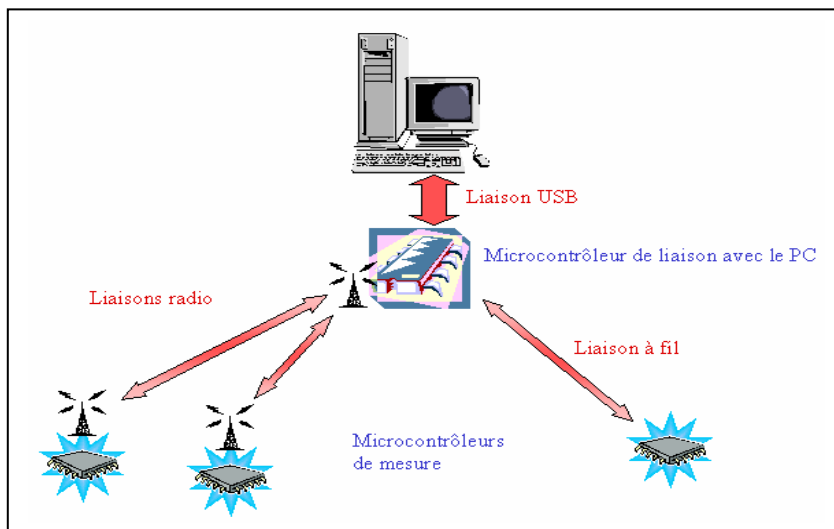 Liaison USB
Microcontrôleur de liaison avec le PC
Liaisons radio
Liaison à fil
Microcontrôleurs
de mesure